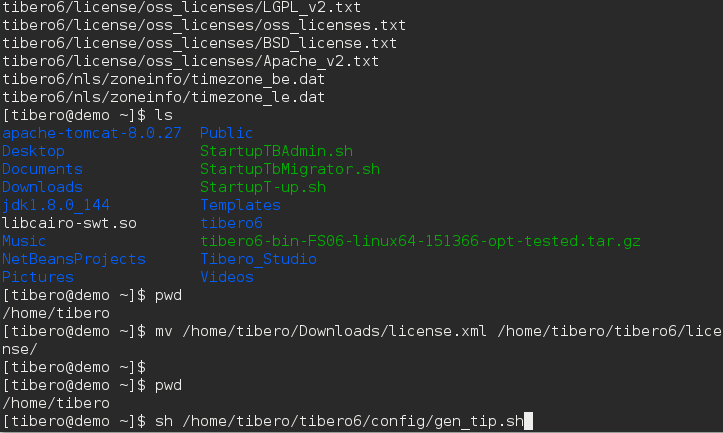 tibero6/license/oss_licenses/LGPL_v2.txt
tibero6/license/oss_licenses/oss_licenses.txt
tibero6/license/oss_licenses/BSD_license.txt
tibero6/license/oss_licenses/Apache_v2.txt
tibero6/nls/zoneinfo/timezone_be.dat
tibero6/nls/zoneinfo/timezone_le.dat
[tibero@demo ~]$ ls
apache-tomcat-8.0.27  Public
Desktop               StartupTBAdmin.sh
Documents             StartupTbMigrator.sh
Downloads             StartupT-up.sh
jdk1.8.0_144          Templates
libcairo-swt.so       tibero6
Music                 tibero6-bin-FS06-linux64-151366-opt-tested.tar.gz
NetBeansProjects      Tibero_Studio
Pictures              Videos
[tibero@demo ~]$ pwd
/home/tibero
[tibero@demo ~]$ mv /home/tibero/Downloads/license.xml /home/tibero/tibero6/lice
nse/
[tibero@demo ~]$
[tibero@demo ~]$ pwd
/home/tibero
[tibero@demo ~]$ sh /home/tibero/tibero6/config/gen_tip.sh